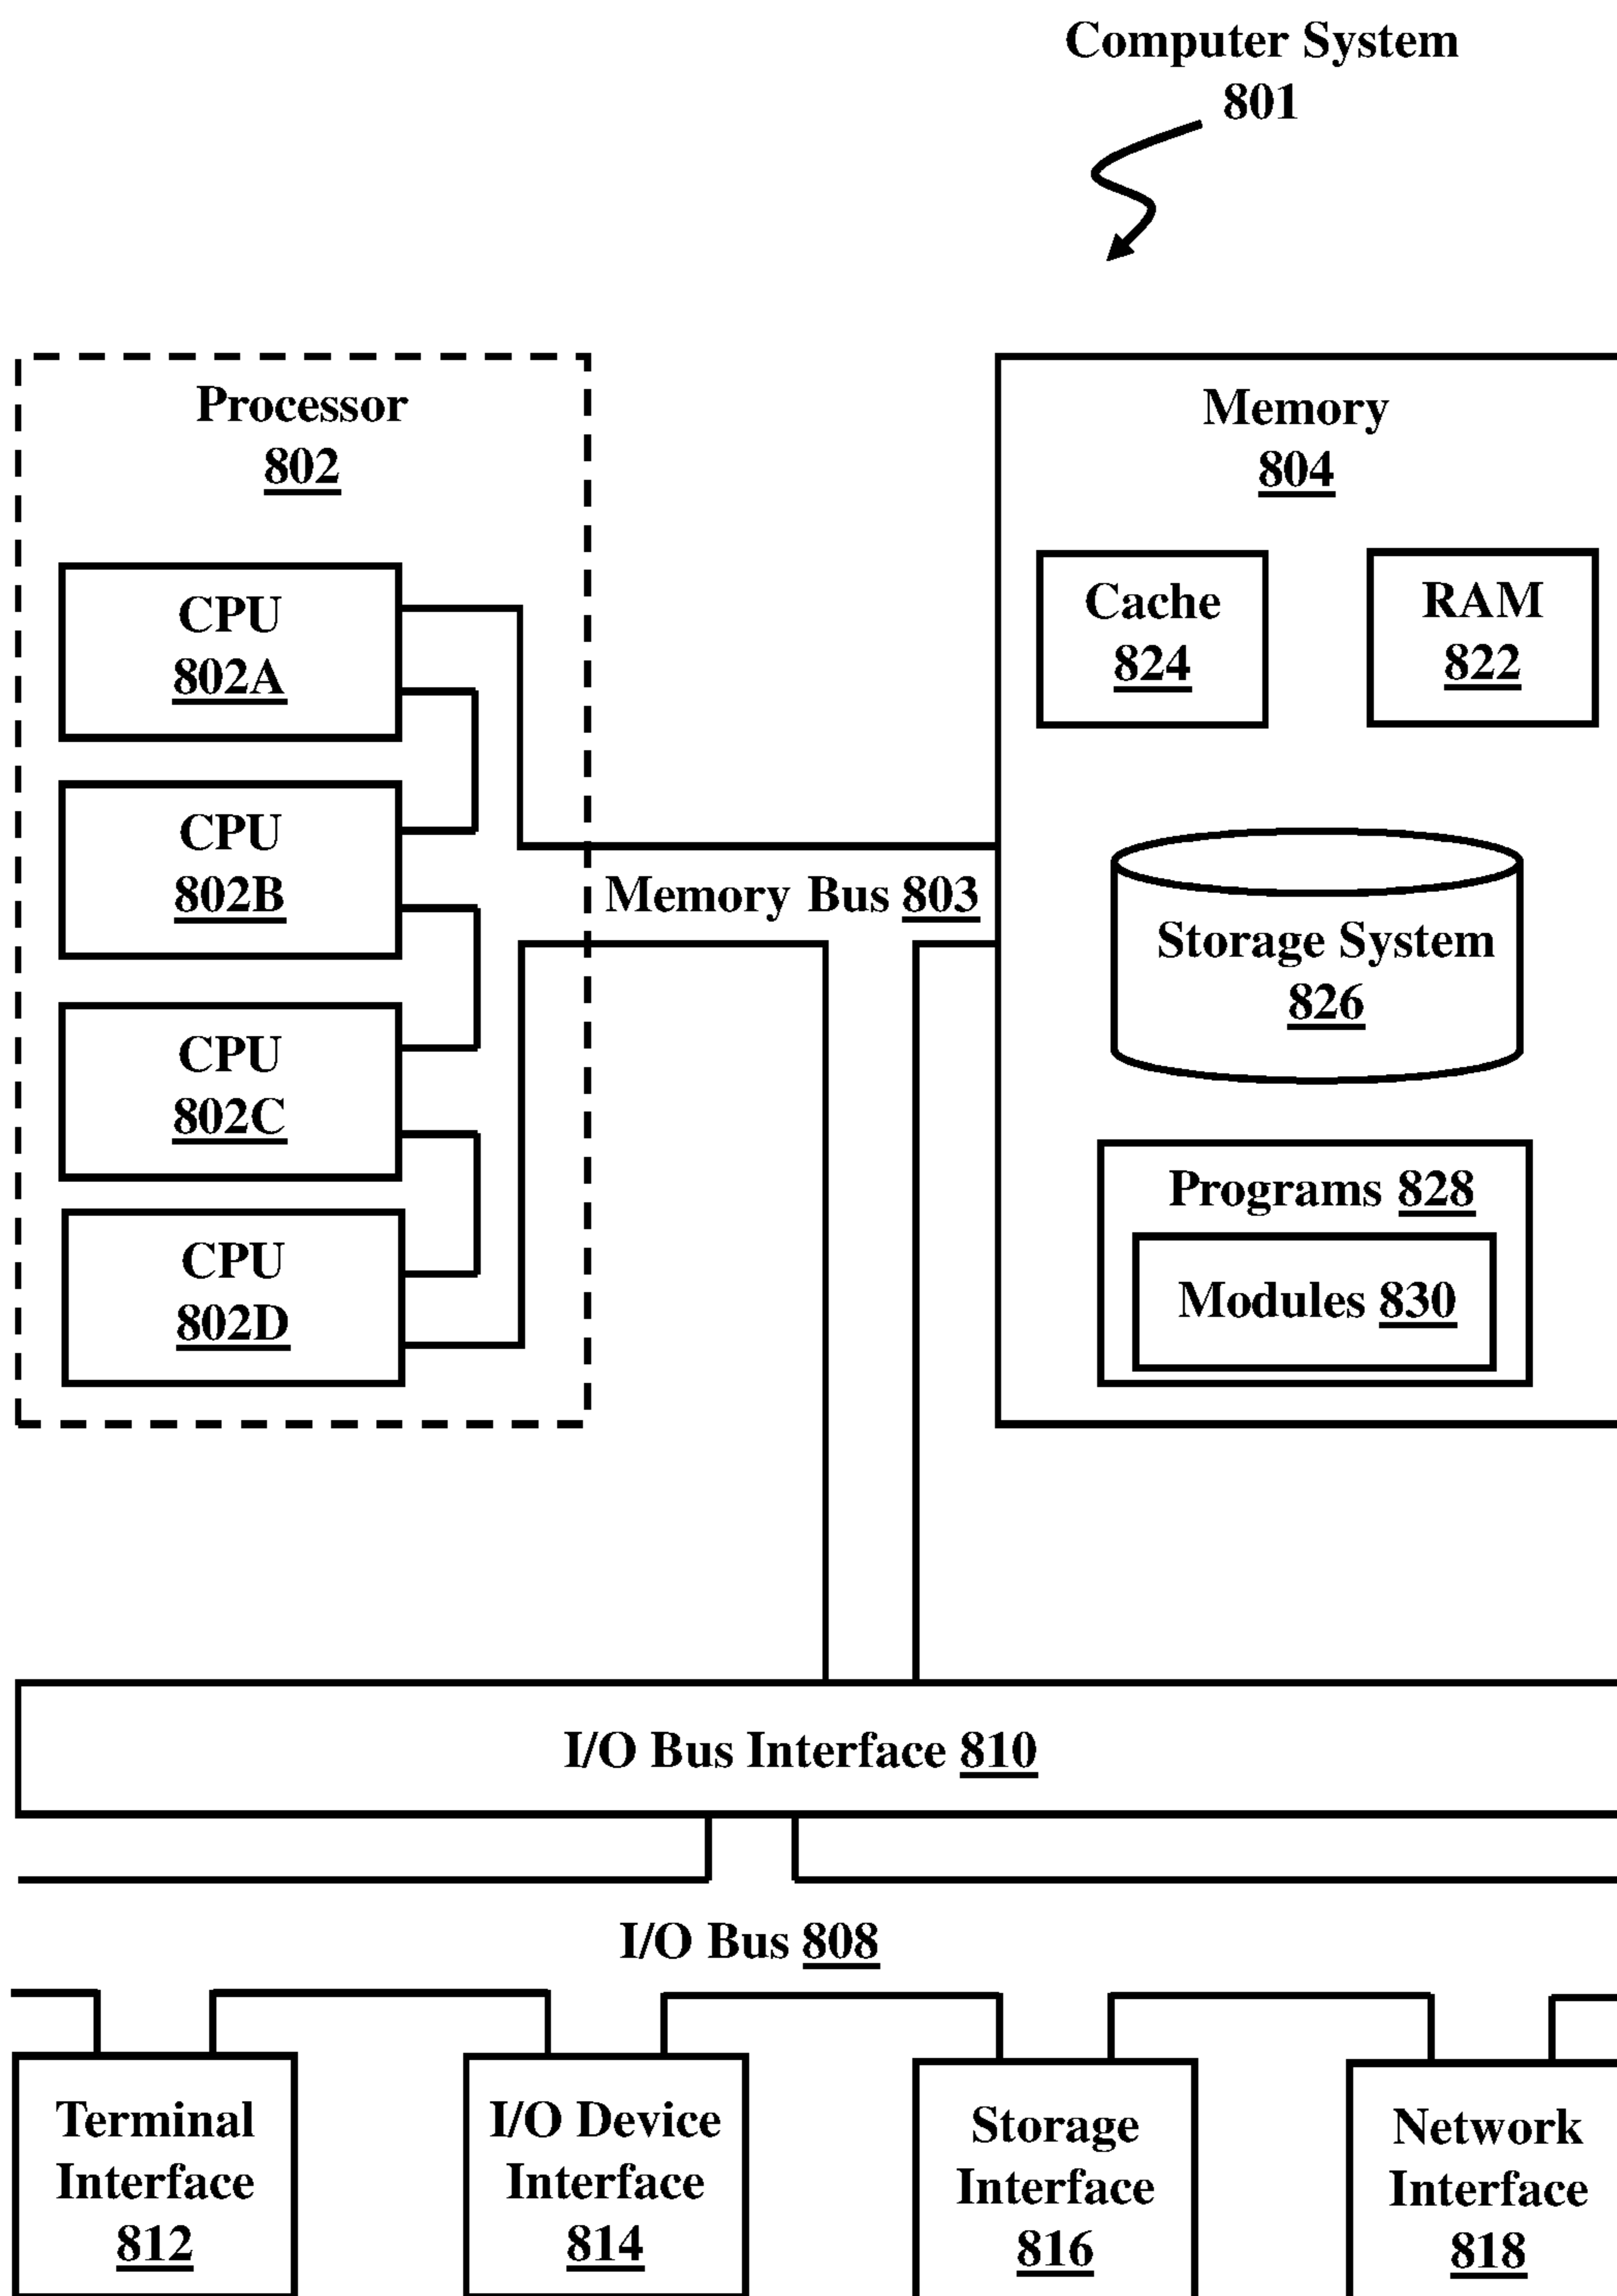 Computer System
801
Processor
802
Memory
804
CPU
802A
Cache
824
RAM
822
CPU
802B
Memory Bus 803
Storage System
826
CPU
802C
Programs 828
CPU
802D
Modules 830
I/O Bus Interface 810
I/O Bus 808
Terminal
Interface
812
I/O Device
Interface
814
Storage
Interface
816
Network
Interface
818